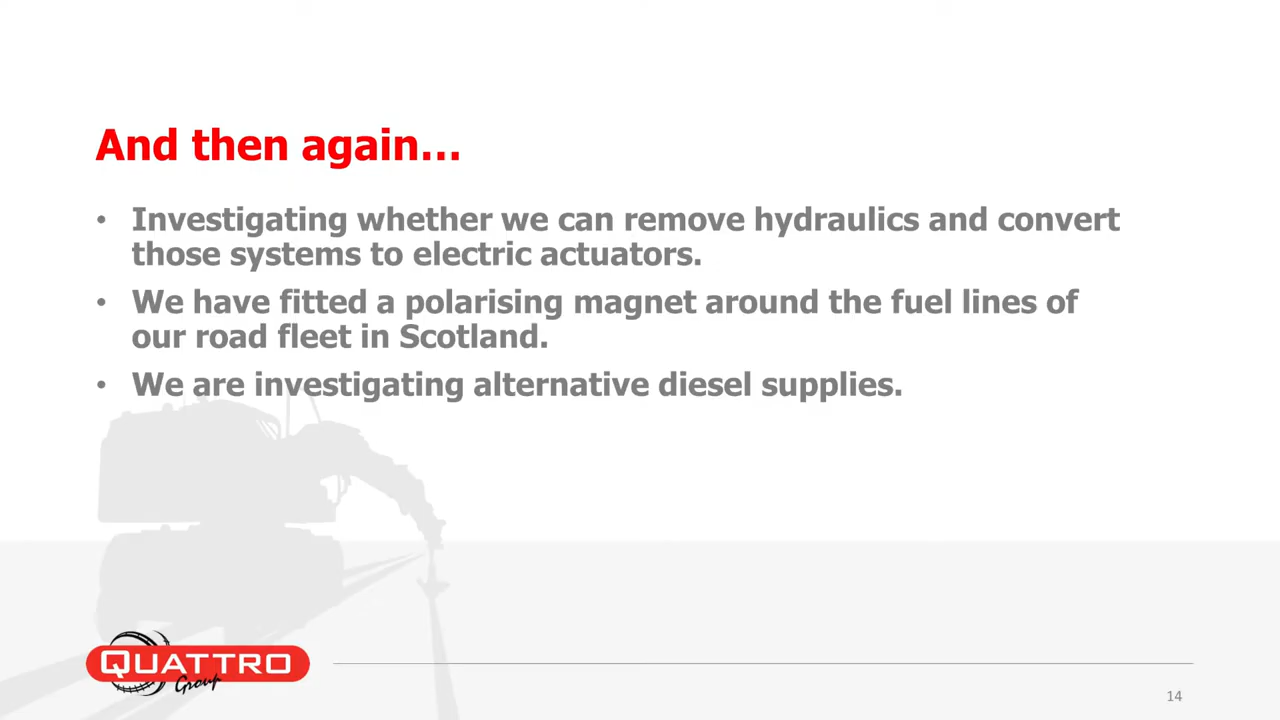 And then again...
• Investigating whether we can remove hydraulics and convert
those systems to electric actuators.
• We have fitted a polarising magnet around the fuel lines of
our road fleet in Scotland.
• We are investigating alternative diesel supplies.
QUATTRO
Group
14